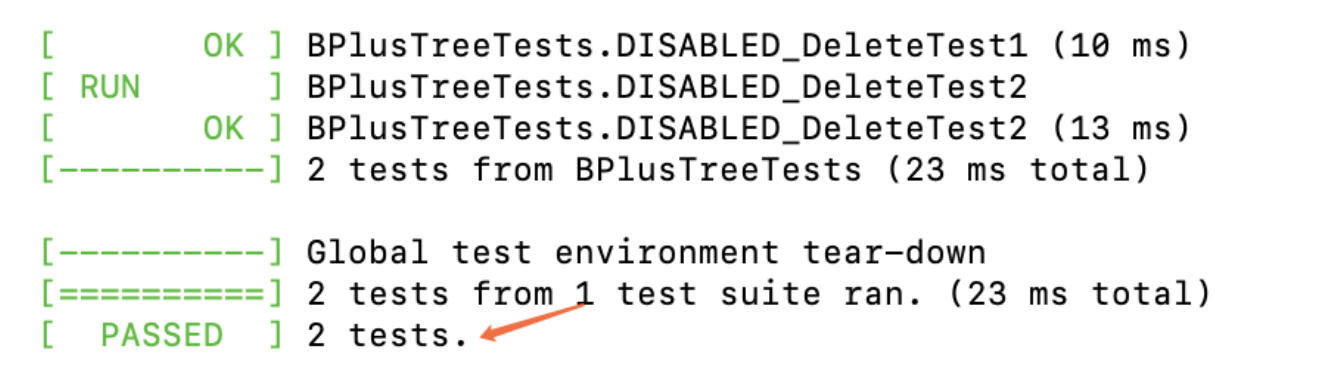 [       OK ] BPlusTreeTests.DISABLED_DeleteTest1 (10 ms)
[ RUN      ] BPlusTreeTests.DISABLED_DeleteTest2
[       OK ] BPlusTreeTests.DISABLED_DeleteTest2 (13 ms)
[----------] 2 tests from BPlusTreeTests (23 ms total)
[----------] Global test environment tear-down
[==========] 2 tests from 1 test suite ran. (23 ms total)
[  PASSED  ] 2 tests.